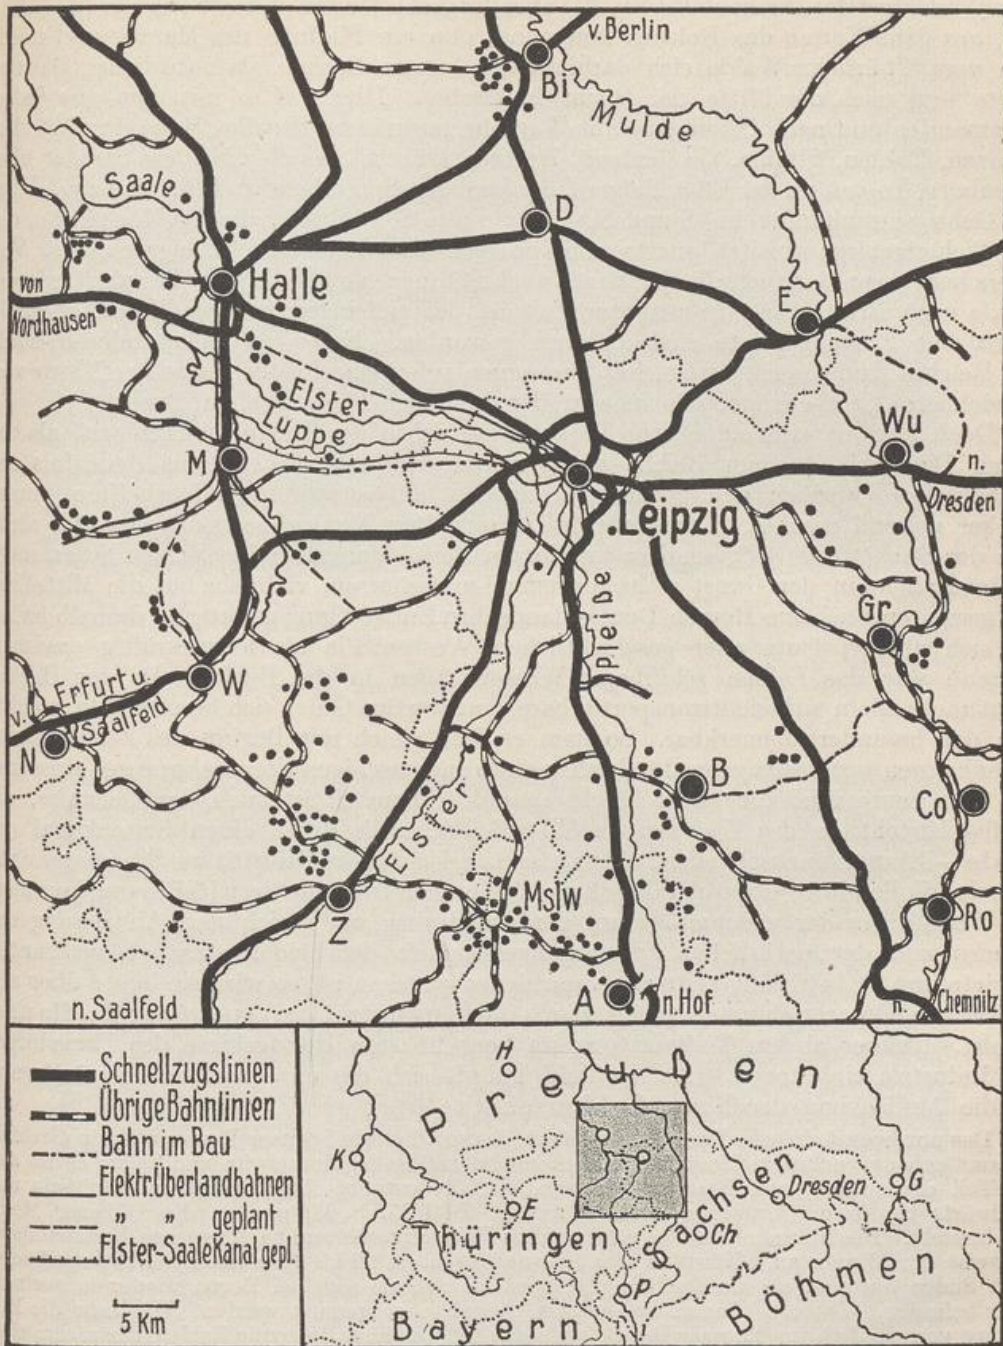 v. Berlin
Bi
Mulde
Saale
D
Halle
von
Nordhausen
E
Elster
Luppe
Wu
n.
Dresden
M
Leipzig
Pleiße
Gr
v. Erfurt u.
Saalfeld
W
N
B
Co
Elster
Mslw
Z
Ro
A
n. Saalfeld
n. Hof
n. Chemnitz
Schnellzugslinien
Übrige Bahnlinien
Bahn im Bau
Elektr. Überlandbahnen
„ „ geplant
Elster-Saale Kanal gepl.
5 Km
H
Preußen
K
E
Dresden
G
Sachsen
Ch
Thüringen
P
Böhmen
Bayern